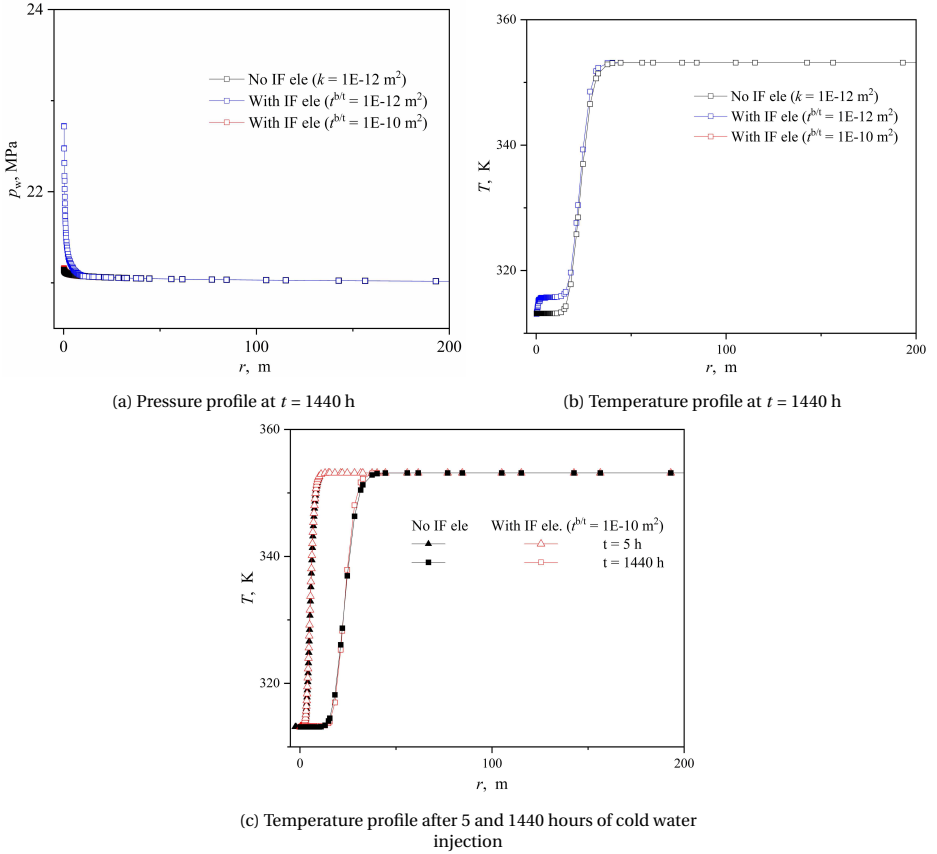 24
22
p_w, MPa
No IF ele (k = 1E-12 m²)
With IF ele (t^b/t = 1E-12 m²)
With IF ele (t^b/t = 1E-10 m²)
0 100 200
r, m
(a) Pressure profile at t = 1440 h
360
340
320
T, K
No IF ele (k = 1E-12 m²)
With IF ele (t^b/t = 1E-12 m²)
With IF ele (t^b/t = 1E-10 m²)
0 100 200
r, m
(b) Temperature profile at t = 1440 h
360
340
320
T, K
No IF ele With IF ele. (t^b/t = 1E-10 m²)
t = 5 h
t = 1440 h
0 100 200
r, m
(c) Temperature profile after 5 and 1440 hours of cold water
injection